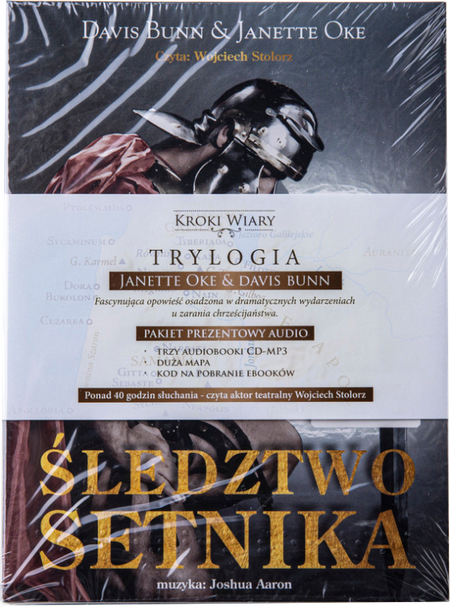 DAVIS BUNN & JANETTE OKE
Czyta: Wojciech Stolorz
KROKI WIARY
TRYLOGIA
JANETTE OKE & DAVIS BUNN
Fascynująca opowieść osadzona w dramatycznych wydarzeniach
u zarania chrześcijaństwa.
PAKIET PREZENTOWY AUDIO
· TRZY AUDIOBOOKI CD-MP3
· DUŻA MAPA
· KOD NA POBRANIE EBOOKÓW
Ponad 40 godzin słuchania - czyta aktor teatralny Wojciech Stolorz
ŚLEDZTWO
SETNIKA
muzyka: Joshua Aaron